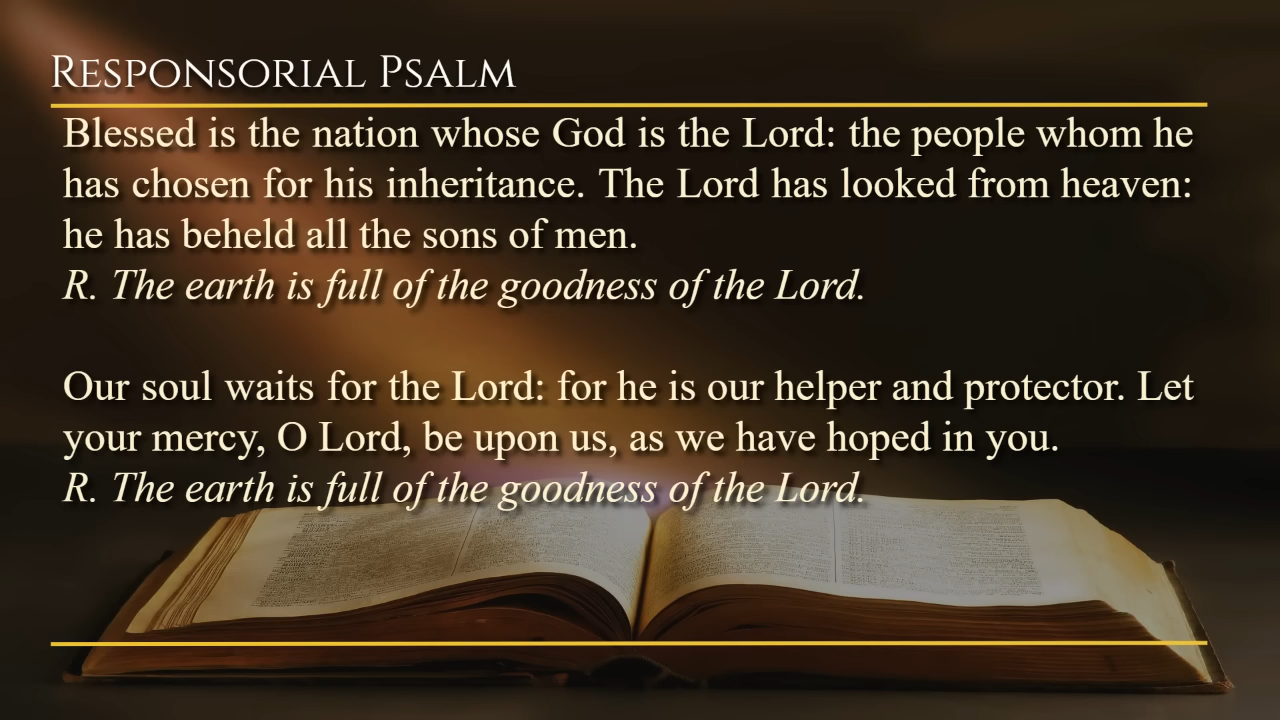 Responsorial Psalm
Blessed is the nation whose God is the Lord: the people whom he
has chosen for his inheritance. The Lord has looked from heaven:
he has beheld all the sons of men.
R. The earth is full of the goodness of the Lord.
Our soul waits for the Lord: for he is our helper and protector. Let
your mercy, O Lord, be upon us, as we have hoped in you.
R. The earth is full of the goodness of the Lord.